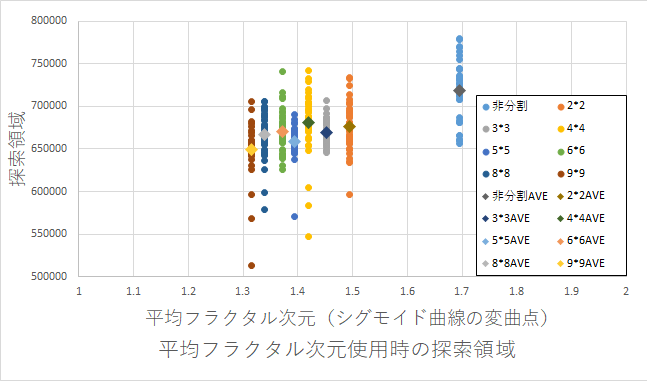 800000
750000
700000
650000
600000
550000
500000
探索領域
1 1.1 1.2 1.3 1.4 1.5 1.6 1.7 1.8 1.9 2
非分割 2*2
3*3 4*4
5*5 6*6
8*8 9*9
非分割AVE 2*2AVE
3*3AVE 4*4AVE
5*5AVE 6*6AVE
8*8AVE 9*9AVE
平均フラクタル次元（シグモイド曲線の変曲点）
平均フラクタル次元使用時の探索領域